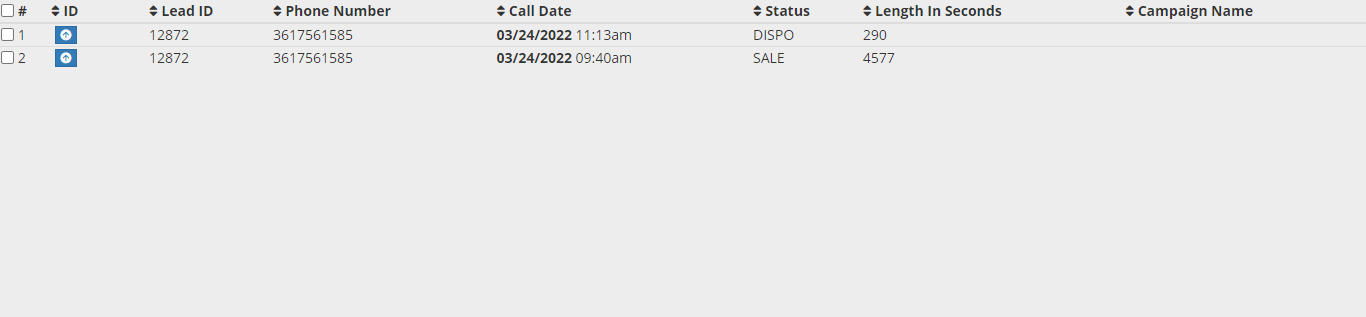 # ID Lead ID Phone Number Call Date Status Length In Seconds Campaign Name
1 12872 3617561585 03/24/2022 11:13am DISPO 290
2 12872 3617561585 03/24/2022 09:40am SALE 4577